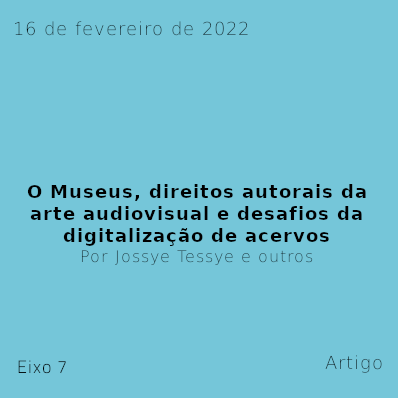 16 de fevereiro de 2022
O Museus, direitos autorais da
arte audiovisual e desafios da
digitalização de acervos
Por Jossye Tessye e outros
Eixo 7
Artigo